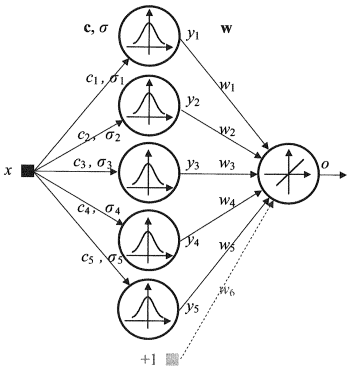 c, σ w
y1
c1, σ1 w1
y2
c2, σ2 w2
x c3, σ3 y3 w3 o
c4, σ4 w4
y4
c5, σ5 w5
w6
y5
+1